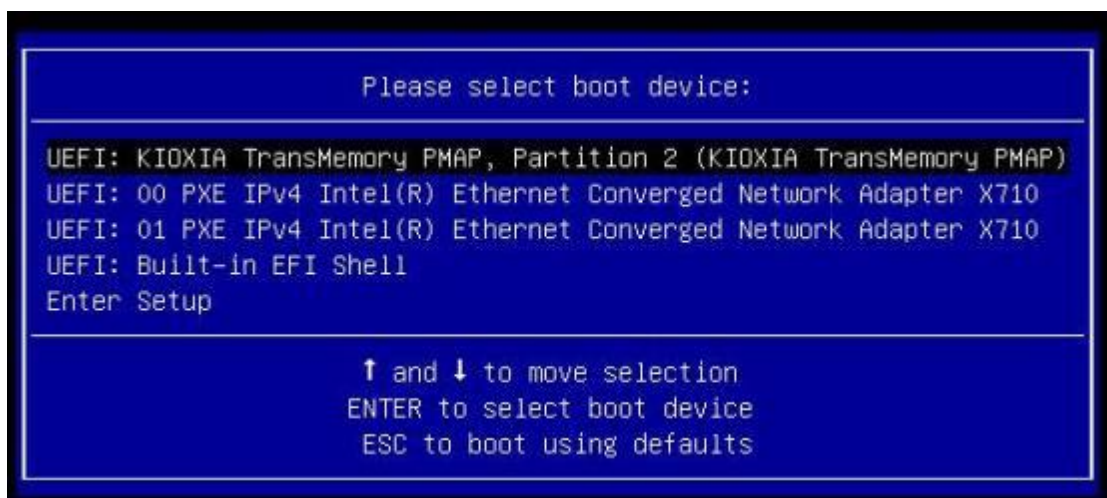 Please select boot device:
UEFI: KIOXIA TransMemory PMAP, Partition 2 (KIOXIA TransMemory PMAP)
UEFI: 00 PXE IPv4 Intel(R) Ethernet Converged Network Adapter X710
UEFI: 01 PXE IPv4 Intel(R) Ethernet Converged Network Adapter X710
UEFI: Built-in EFI Shell
Enter Setup
↑ and ↓ to move selection
ENTER to select boot device
ESC to boot using defaults